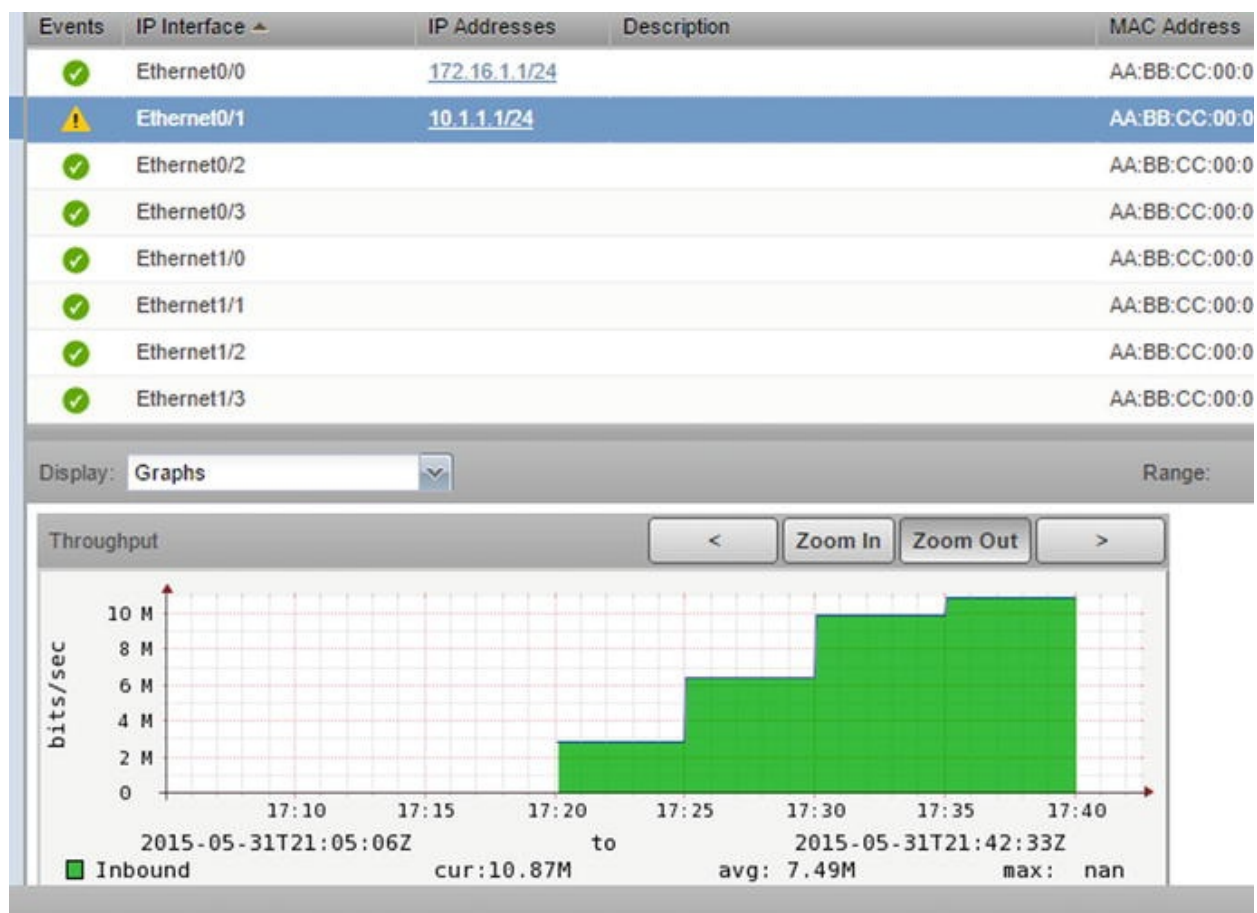 Events IP Interface IP Addresses Description MAC Address
Ethernet0/0 172.16.1.1/24 AA:BB:CC:00:0
Ethernet0/1 10.1.1.1/24 AA:BB:CC:00:0
Ethernet0/2 AA:BB:CC:00:0
Ethernet0/3 AA:BB:CC:00:0
Ethernet1/0 AA:BB:CC:00:0
Ethernet1/1 AA:BB:CC:00:0
Ethernet1/2 AA:BB:CC:00:0
Ethernet1/3 AA:BB:CC:00:0
Display: Graphs Range:
Throughput < Zoom In Zoom Out >
bits/sec
10 M
8 M
6 M
4 M
2 M
0
17:10 17:15 17:20 17:25 17:30 17:35 17:40
2015-05-31T21:05:06Z to 2015-05-31T21:42:33Z
Inbound cur:10.87M avg: 7.49M max: nan